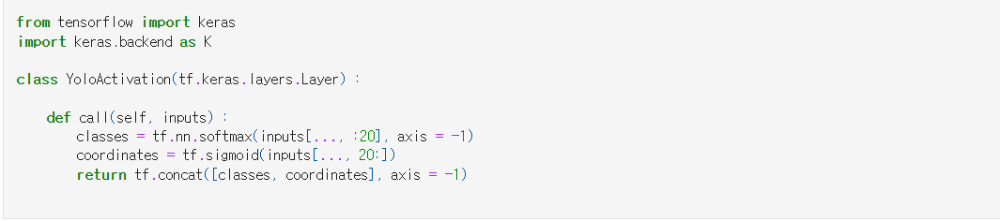 from tensorflow import keras
import keras.backend as K
class YoloActivation(tf.keras.layers.Layer) :
def call(self, inputs) :
classes = tf.nn.softmax(inputs[..., :20], axis = -1)
coordinates = tf.sigmoid(inputs[..., 20:])
return tf.concat([classes, coordinates], axis = -1)